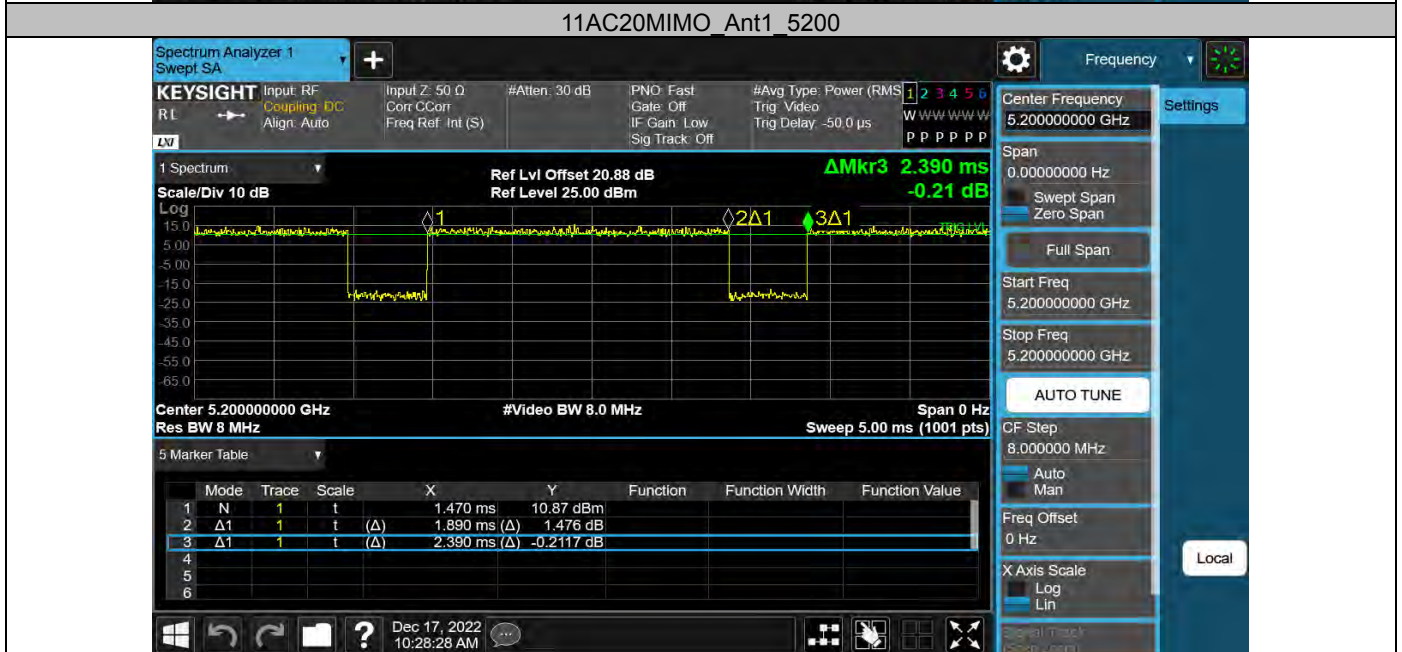 11AC20MIMO_Ant1_5200
Spectrum Analyzer 1
Swept SA
+
Frequency
KEYSIGHT Input: RF Input Z: 50 Ω #Atten: 30 dB PNO: Fast #Avg Type: Power (RMS 1 2 3 4 5 6
RL Coupling: DC Corr CCorr Gate: Off Trig: Video W W W W W W
Align: Auto Freq Ref: Int (S) IF Gain: Low Trig Delay: -50.0 µs
LXI Sig Track: Off P P P P P P
Center Frequency
5.200000000 GHz
Settings
Span
0.00000000 Hz
Swept Span
Zero Span
Full Span
Start Freq
5.200000000 GHz
Stop Freq
5.200000000 GHz
AUTO TUNE
CF Step
8.000000 MHz
Auto
Man
Freq Offset
0 Hz
X Axis Scale
Log
Lin
Signal Track
Local
1 Spectrum Ref Lvl Offset 20.88 dB ΔMkr3 2.390 ms
Scale/Div 10 dB Ref Level 25.00 dBm -0.21 dB
Log
1 2Δ1 3Δ1
15.0 TRIG LVL
5.00
-5.00
-15.0
-25.0
-35.0
-45.0
-55.0
-65.0
Center 5.200000000 GHz #Video BW 8.0 MHz Span 0 Hz
Res BW 8 MHz Sweep 5.00 ms (1001 pts)
5 Marker Table
Mode Trace Scale X Y Function Function Width Function Value
1 N 1 t 1.470 ms 10.87 dBm
2 Δ1 1 t (Δ) 1.890 ms (Δ) 1.476 dB
3 Δ1 1 t (Δ) 2.390 ms (Δ) -0.2117 dB
4
5
6
? Dec 17, 2022
10:28:28 AM